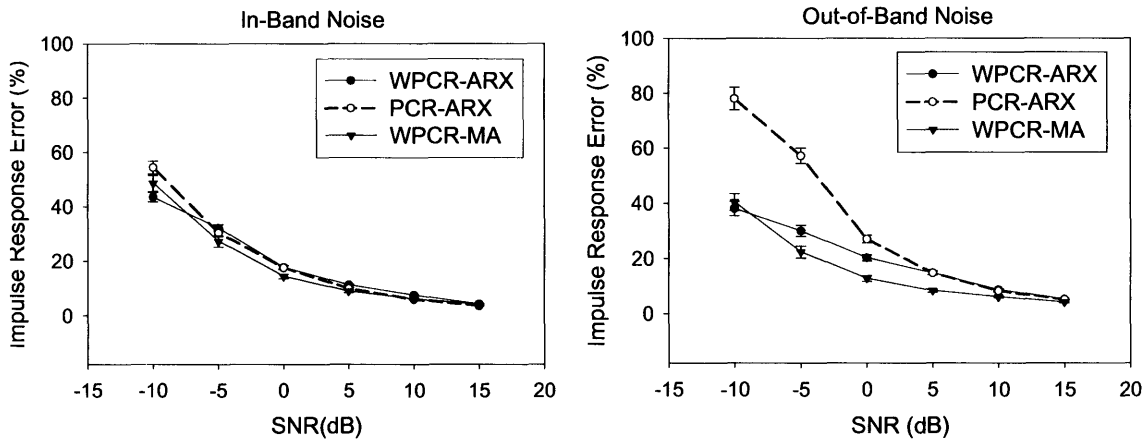 In-Band Noise
Impulse Response Error (%)
100
80
60
40
20
0
-15 -10 -5 0 5 10 15 20
SNR(dB)
WPCR-ARX
PCR-ARX
WPCR-MA
Out-of-Band Noise
Impulse Response Error (%)
100
80
60
40
20
0
-15 -10 -5 0 5 10 15 20
SNR (dB)
WPCR-ARX
PCR-ARX
WPCR-MA